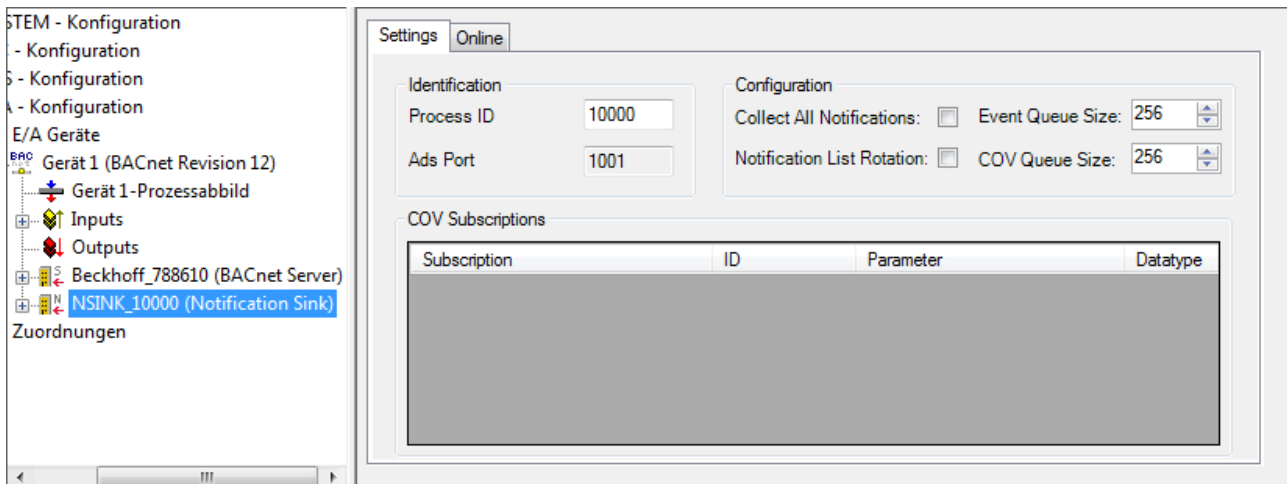 STEM - Konfiguration
- Konfiguration
S - Konfiguration
A - Konfiguration
E/A Geräte
BAC
net
Gerät 1 (BACnet Revision 12)
Gerät 1-Prozessabbild
Inputs
Outputs
S
Beckhoff_788610 (BACnet Server)
N
NSINK_10000 (Notification Sink)
Zuordnungen
Settings
Online
Identification
Process ID
10000
Ads Port
1001
Configuration
Collect All Notifications:
Event Queue Size:
256
Notification List Rotation:
COV Queue Size:
256
COV Subscriptions
Subscription
ID
Parameter
Datatype